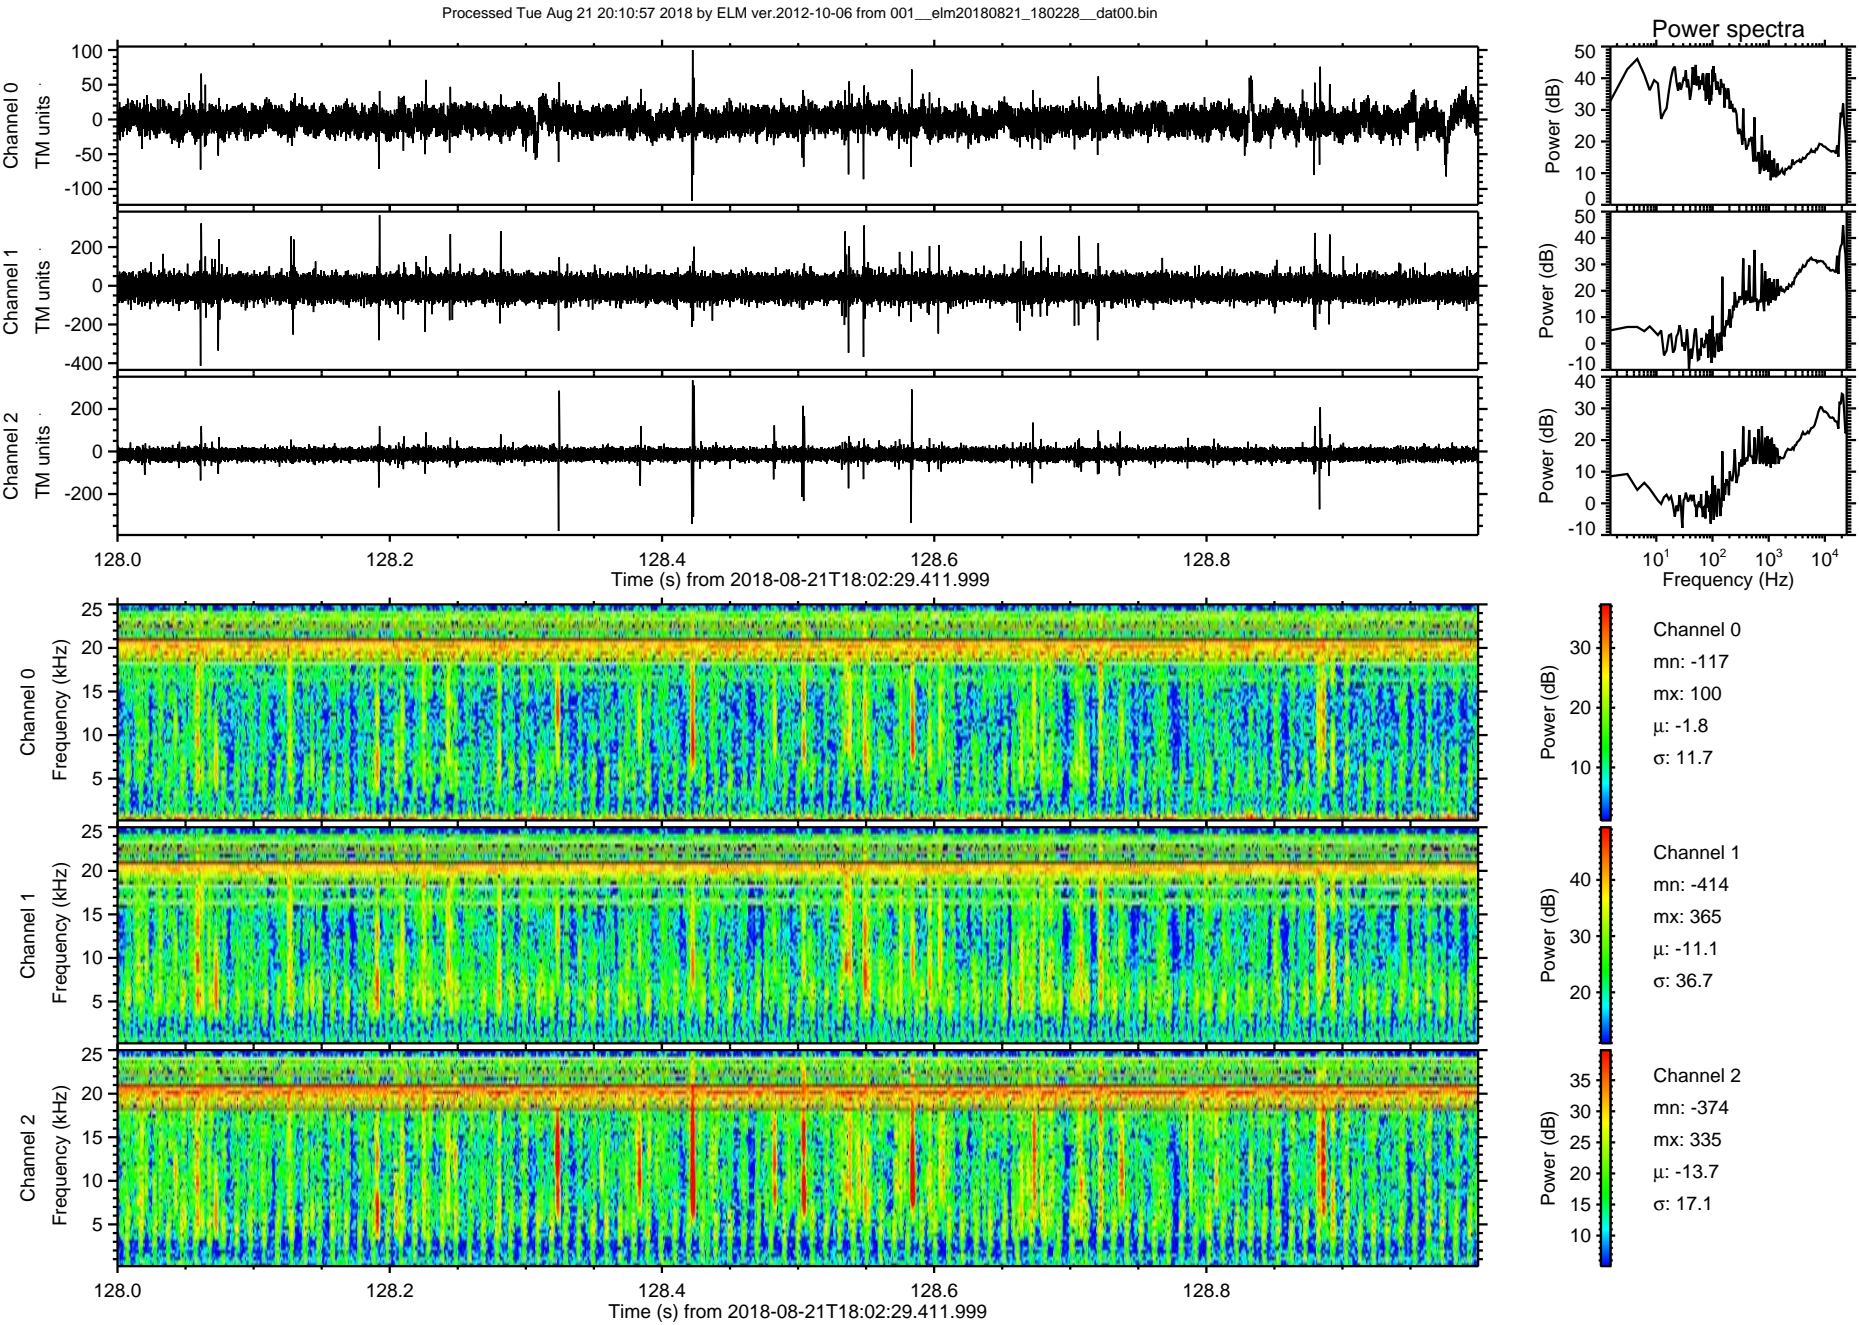 Processed Tue Aug 21 20:10:57 2018 by ELM ver.2012-10-06 from 001__elm20180821_180228__dat00.bin
Power spectra
Channel 0
TM units
100
50
0
-50
-100
Power (dB)
50
40
30
20
10
0
Channel 1
TM units
200
0
-200
-400
Power (dB)
50
40
30
20
10
0
-10
Channel 2
TM units
200
0
-200
Power (dB)
40
30
20
10
0
-10
128.0 128.2 128.4 128.6 128.8
Time (s) from 2018-08-21T18:02:29.411.999
10¹ 10² 10³ 10⁴
Frequency (Hz)
Channel 0
Frequency (kHz)
25
20
15
10
5
Power (dB)
30
20
10
Channel 0
mn: -117
mx: 100
µ: -1.8
σ: 11.7
Channel 1
Frequency (kHz)
25
20
15
10
5
Power (dB)
40
30
20
Channel 1
mn: -414
mx: 365
µ: -11.1
σ: 36.7
Channel 2
Frequency (kHz)
25
20
15
10
5
Power (dB)
35
30
25
20
15
10
Channel 2
mn: -374
mx: 335
µ: -13.7
σ: 17.1
128.0 128.2 128.4 128.6 128.8
Time (s) from 2018-08-21T18:02:29.411.999